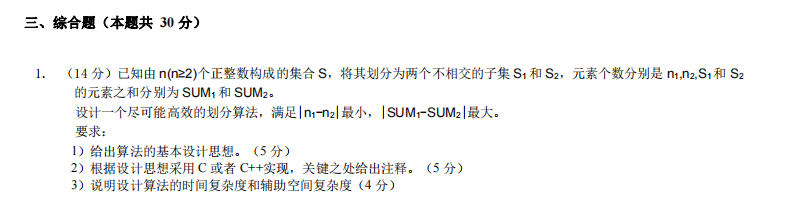 三、综合题（本题共 30 分）
1. （14 分）已知由 n(n≥2)个正整数构成的集合 S，将其划分为两个不相交的子集 S₁ 和 S₂，元素个数分别是 n₁,n₂,S₁ 和 S₂
的元素之和分别为 SUM₁ 和 SUM₂。
设计一个尽可能高效的划分算法，满足|n₁-n₂|最小，|SUM₁-SUM₂|最大。
要求：
1）给出算法的基本设计思想。（5 分）
2）根据设计思想采用 C 或者 C++实现，关键之处给出注释。（5 分）
3）说明设计算法的时间复杂度和辅助空间复杂度（4 分）